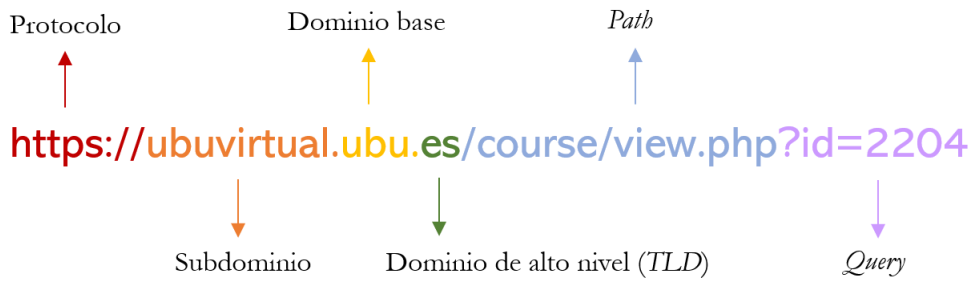 Protocolo Dominio base Path
https://ubuvirtual.ubu.es/course/view.php?id=2204
Subdominio Dominio de alto nivel (TLD) Query